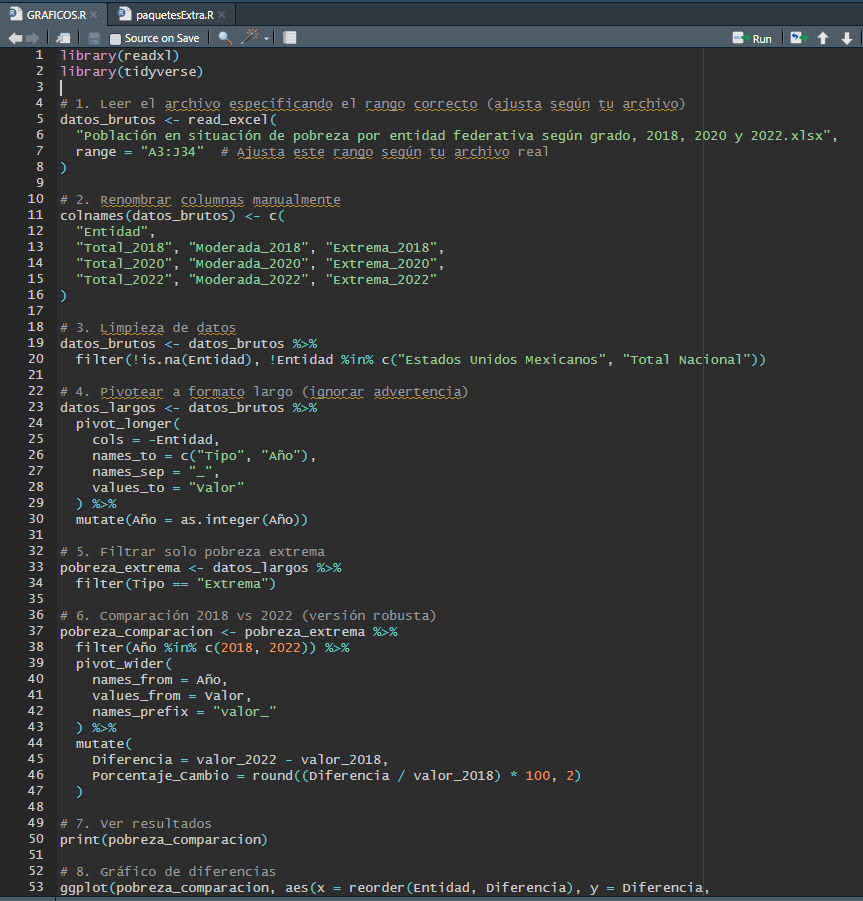 GRAFICOS.R × paquetesExtra.R ×
Source on Save Run
1 library(readxl)
2 library(tidyverse)
3
4 # 1. Leer el archivo especificando el rango correcto (ajusta según tu archivo)
5 datos_brutos <- read_excel(
6   "Población en situación de pobreza por entidad federativa según grado, 2018, 2020 y 2022.xlsx",
7   range = "A3:J34"  # Ajusta este rango según tu archivo real
8 )
9
10 # 2. Renombrar columnas manualmente
11 colnames(datos_brutos) <- c(
12   "Entidad",
13   "Total_2018", "Moderada_2018", "Extrema_2018",
14   "Total_2020", "Moderada_2020", "Extrema_2020",
15   "Total_2022", "Moderada_2022", "Extrema_2022"
16 )
17
18 # 3. Limpieza de datos
19 datos_brutos <- datos_brutos %>%
20   filter(!is.na(Entidad), !Entidad %in% c("Estados Unidos Mexicanos", "Total Nacional"))
21
22 # 4. Pivotear a formato largo (ignorar advertencia)
23 datos_largos <- datos_brutos %>%
24   pivot_longer(
25     cols = -Entidad,
26     names_to = c("Tipo", "Año"),
27     names_sep = "_",
28     values_to = "Valor"
29   ) %>%
30   mutate(Año = as.integer(Año))
31
32 # 5. Filtrar solo pobreza extrema
33 pobreza_extrema <- datos_largos %>%
34   filter(Tipo == "Extrema")
35
36 # 6. Comparación 2018 vs 2022 (versión robusta)
37 pobreza_comparacion <- pobreza_extrema %>%
38   filter(Año %in% c(2018, 2022)) %>%
39   pivot_wider(
40     names_from = Año,
41     values_from = Valor,
42     names_prefix = "valor_"
43   ) %>%
44   mutate(
45     Diferencia = valor_2022 - valor_2018,
46     Porcentaje_Cambio = round((Diferencia / valor_2018) * 100, 2)
47   )
48
49 # 7. Ver resultados
50 print(pobreza_comparacion)
51
52 # 8. Gráfico de diferencias
53 ggplot(pobreza_comparacion, aes(x = reorder(Entidad, Diferencia), y = Diferencia,